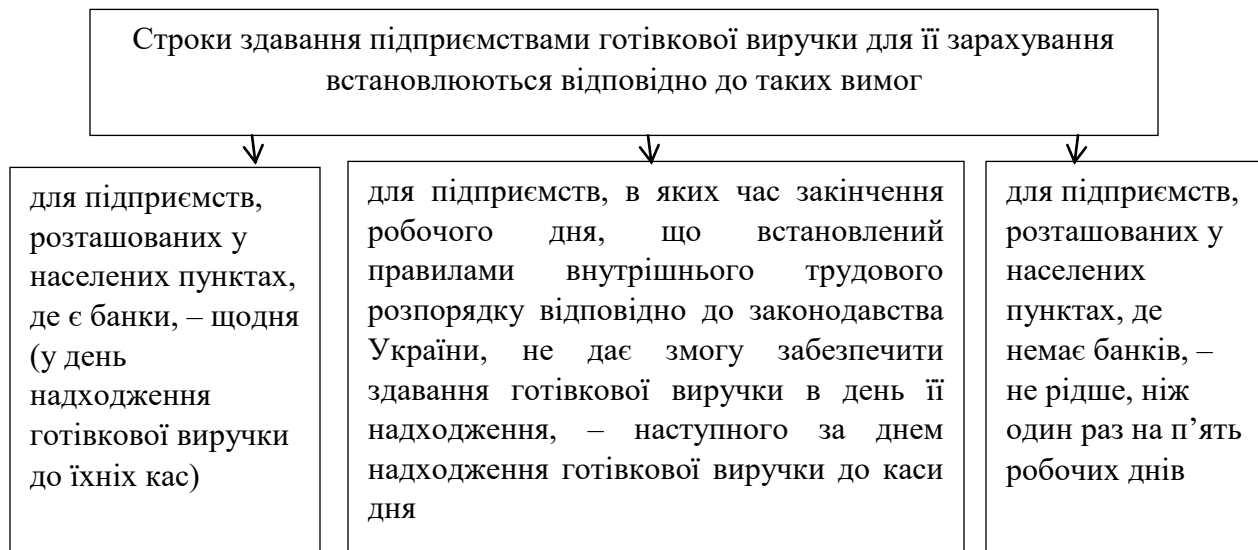 Строки здавання підприємствами готівкової виручки для її зарахування
встановлюються відповідно до таких вимог
для підприємств,
розташованих у
населених пунктах,
де є банки, – щодня
(у день
надходження
готівкової виручки
до їхніх кас)
для підприємств, в яких час закінчення
робочого дня, що встановлений
правилами внутрішнього трудового
розпорядку відповідно до законодавства
України, не дає змогу забезпечити
здавання готівкової виручки в день її
надходження, – наступного за днем
надходження готівкової виручки до каси
дня
для підприємств,
розташованих у
населених
пунктах, де
немає банків, –
не рідше, ніж
один раз на п’ять
робочих днів